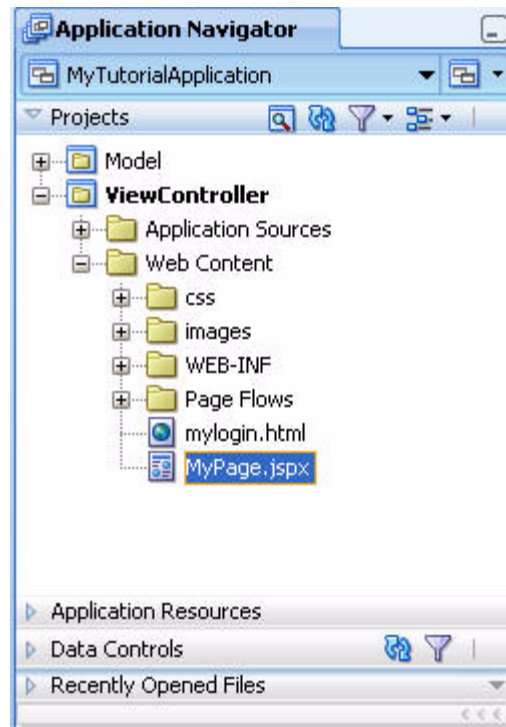 Application Navigator
MyTutorialApplication
Projects
Model
ViewController
Application Sources
Web Content
css
images
WEB-INF
Page Flows
mylogin.html
MyPage.jspx
Application Resources
Data Controls
Recently Opened Files